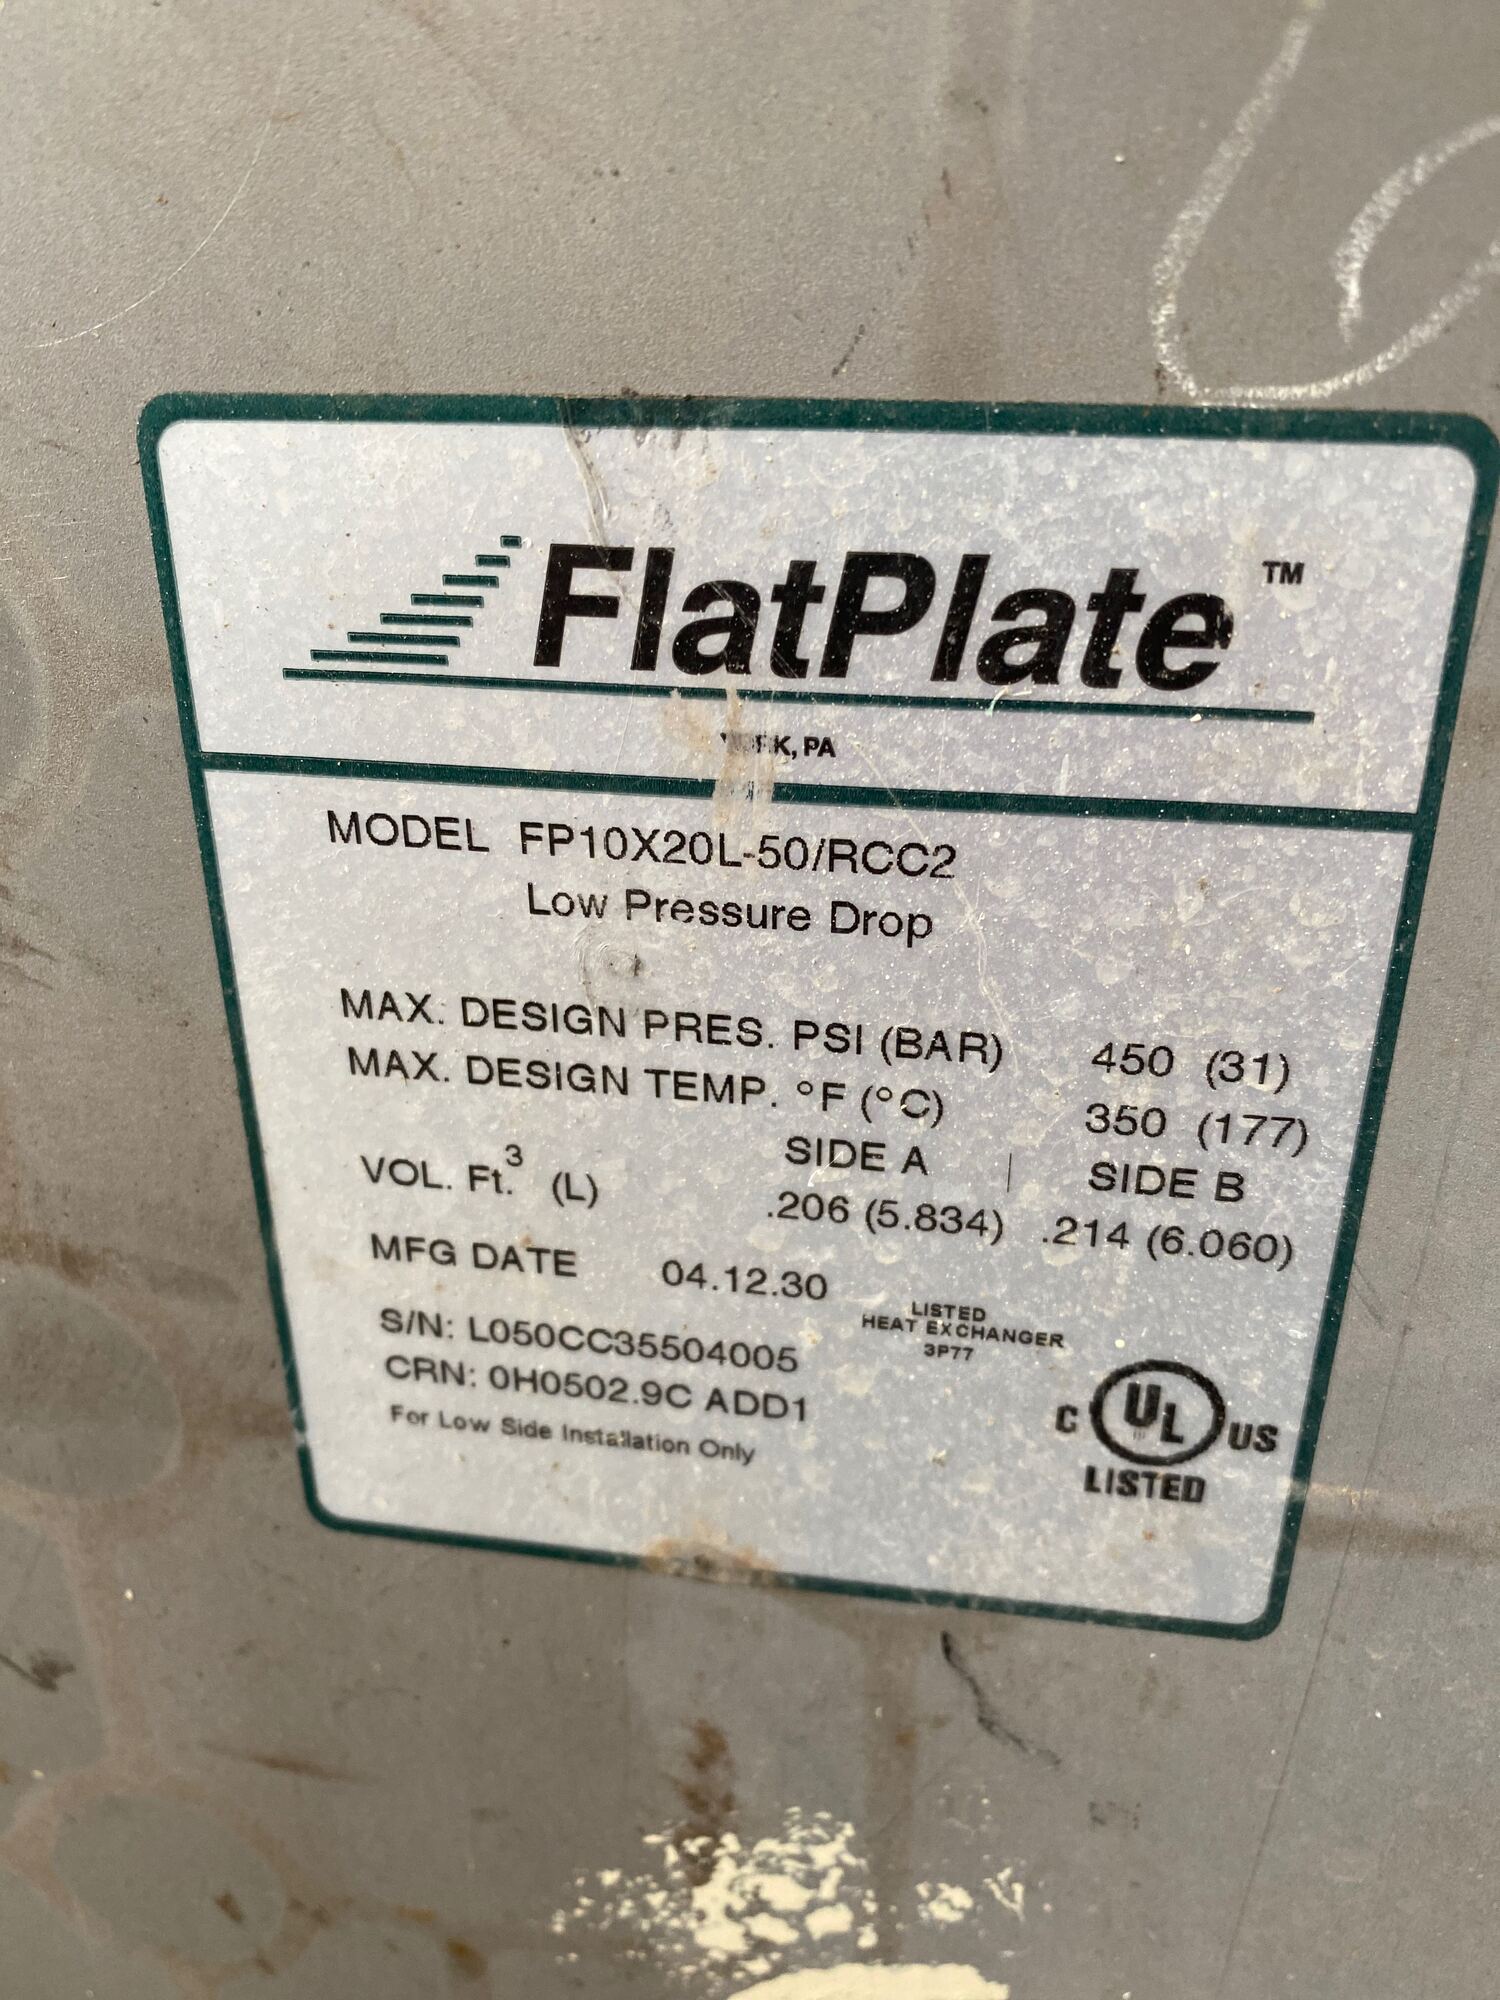 FlatPlate™
YORK, PA
MODEL FP10X20L-50/RCC2
Low Pressure Drop
MAX. DESIGN PRES. PSI (BAR) 450 (31)
MAX. DESIGN TEMP. °F (°C) 350 (177)
SIDE A | SIDE B
VOL. Ft.³ (L) .206 (5.834) .214 (6.060)
MFG DATE 04.12.30
LISTED
HEAT EXCHANGER
3P77
S/N: L050CC35504005
CRN: 0H0502.9C ADD1
For Low Side Installation Only
C UL US
LISTED